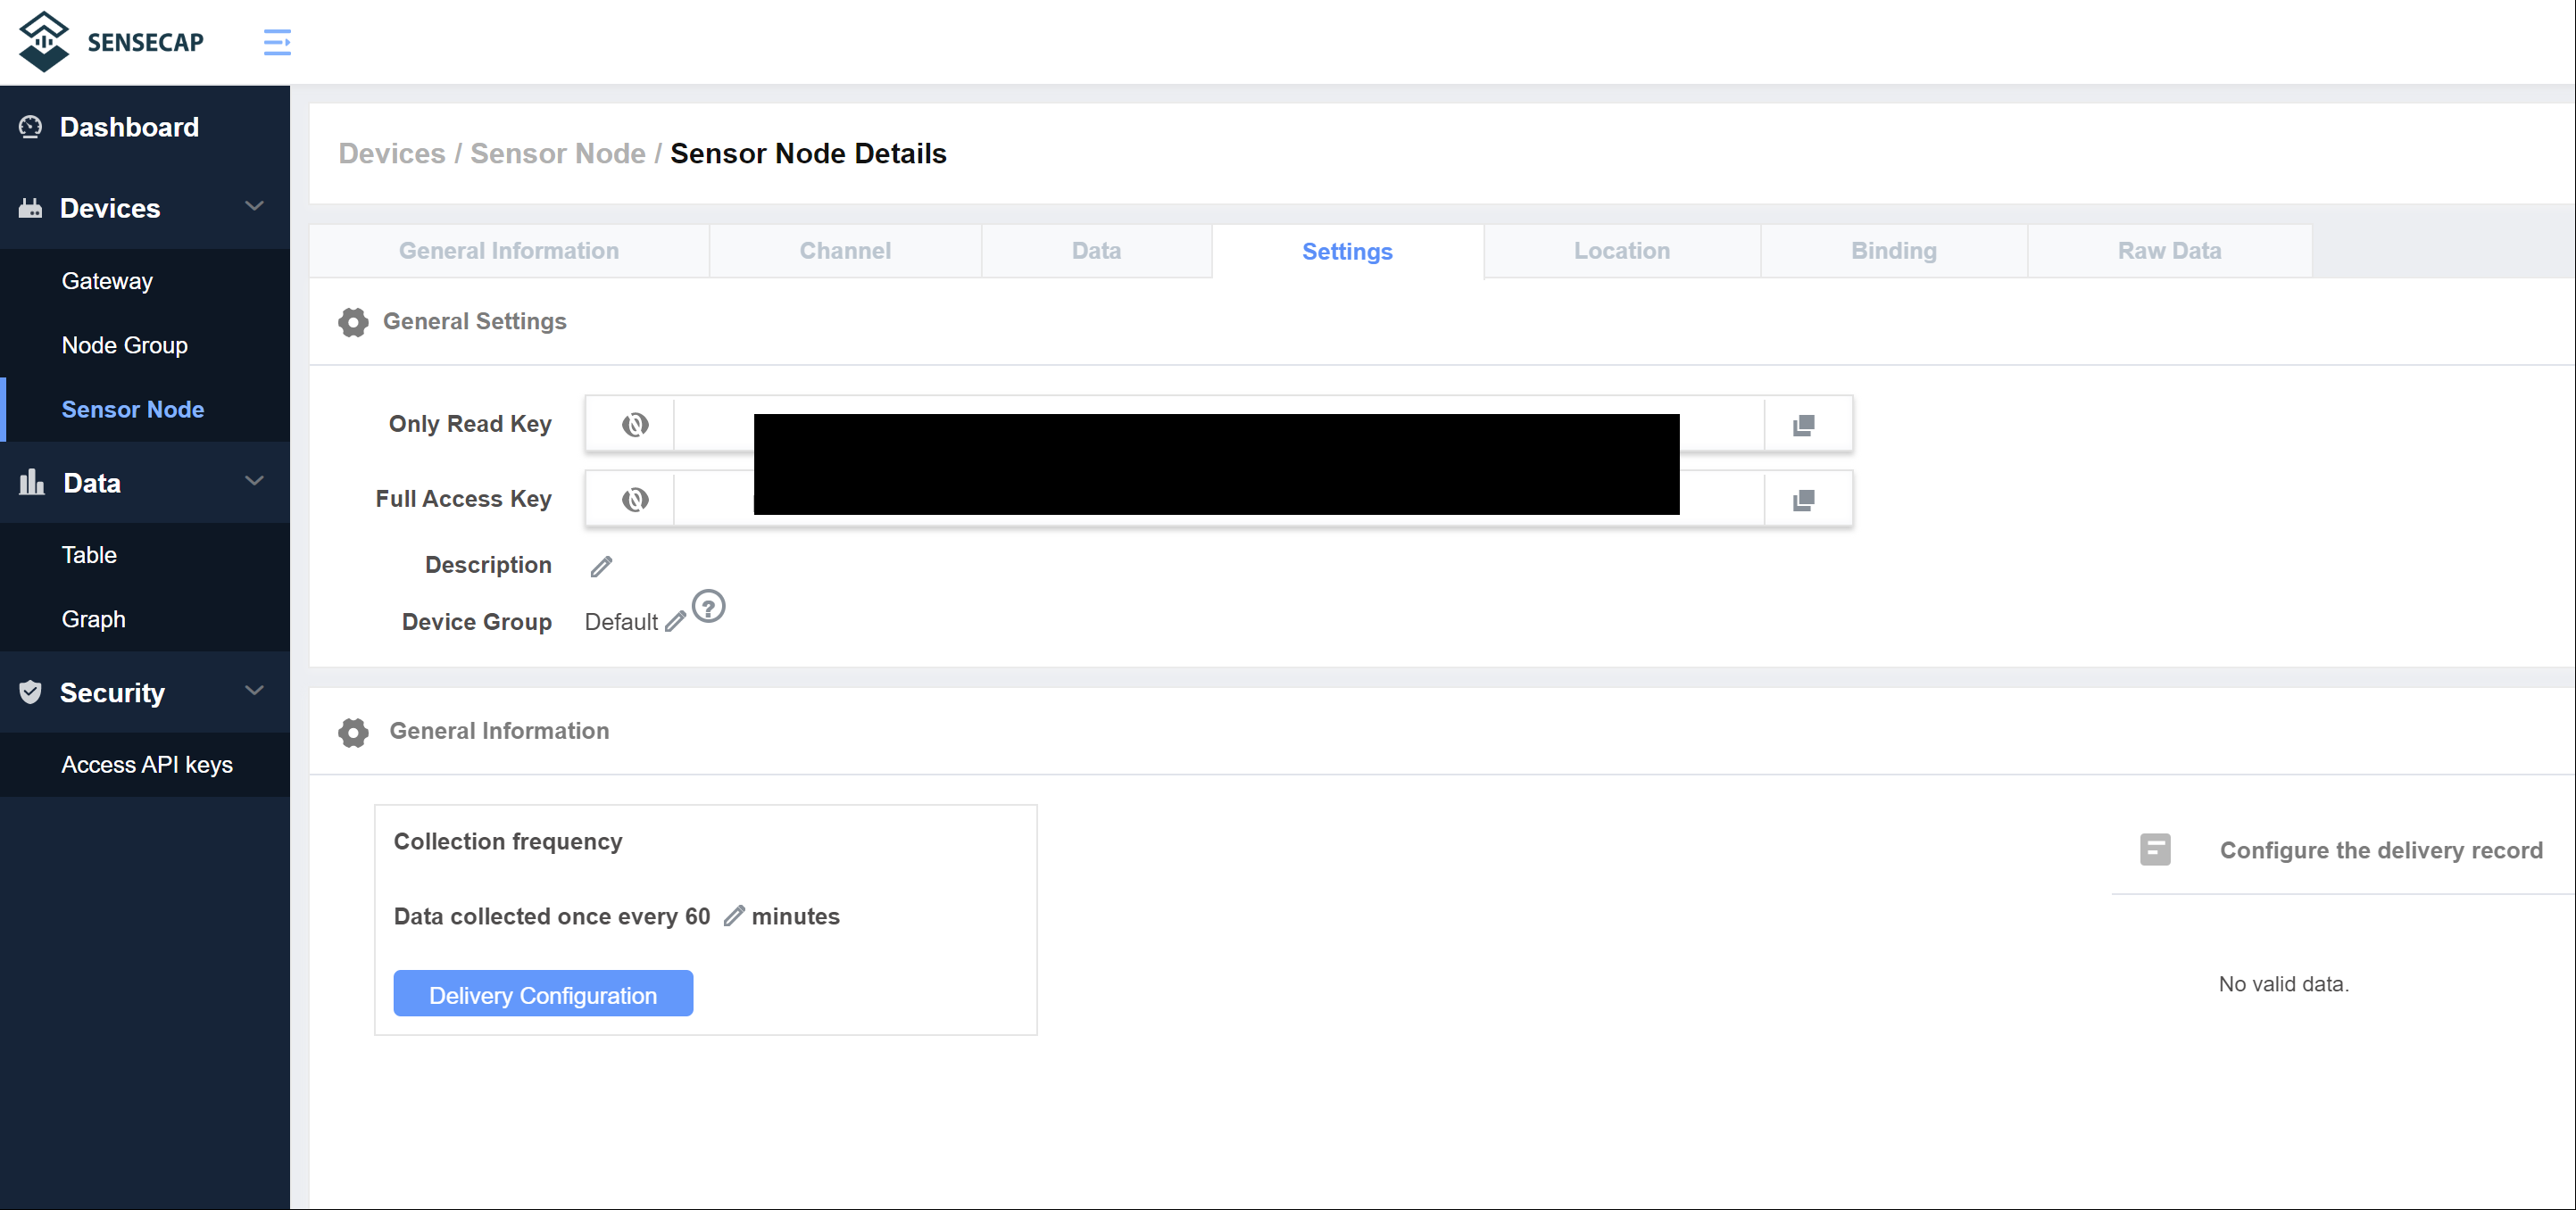 SENSECAP
Dashboard
Devices
Gateway
Node Group
Sensor Node
Data
Table
Graph
Security
Access API keys
Devices / Sensor Node / Sensor Node Details
General Information
Channel
Data
Settings
Location
Binding
Raw Data
General Settings
Only Read Key
Full Access Key
Description
Device Group Default ?
General Information
Collection frequency
Data collected once every 60 minutes
Delivery Configuration
Configure the delivery record
No valid data.